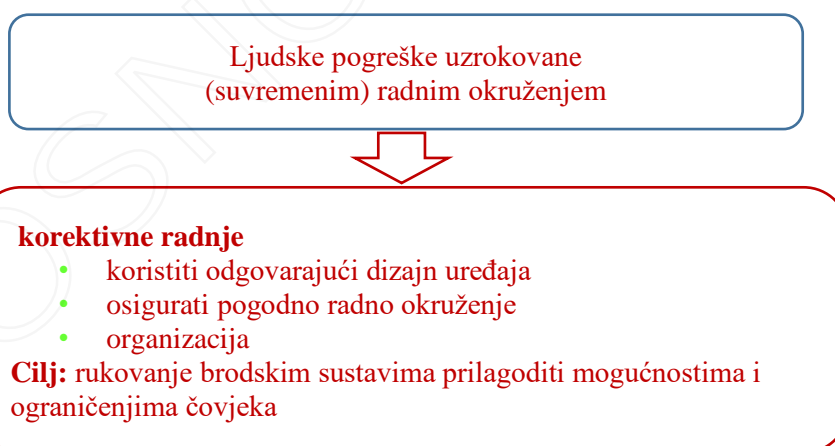 Ljudske pogreške uzrokovane
(suvremenim) radnim okruženjem
korektivne radnje
• koristiti odgovarajući dizajn uređaja
• osigurati pogodno radno okruženje
• organizacija
Cilj: rukovanje brodskim sustavima prilagoditi mogućnostima i
ograničenjima čovjeka